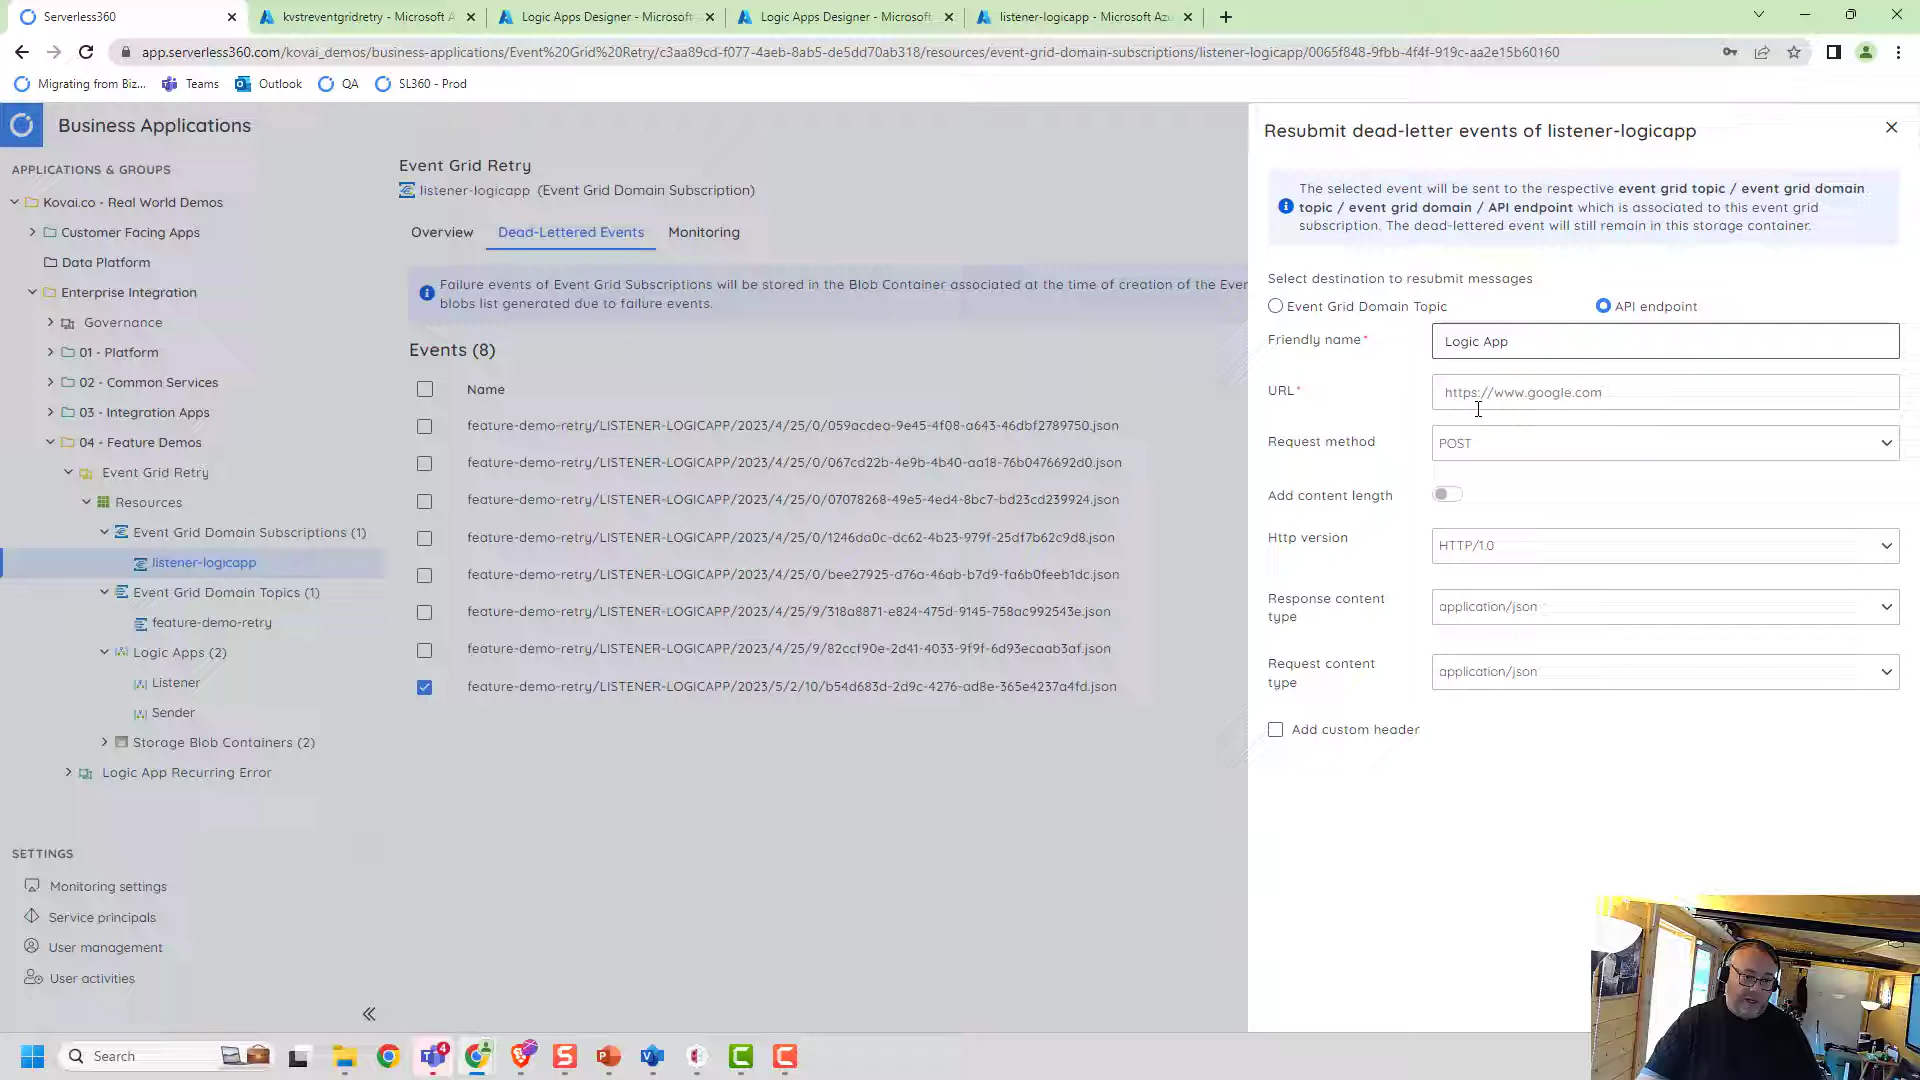 Serverless360
kvstreventgridretry - Microsoft A
Logic Apps Designer - Microsoft
Logic Apps Designer - Microsoft
listener-logicapp - Microsoft Azu
app.serverless360.com/kovai_demos/business-applications/Event%20Grid%20Retry/c3aa89cd-f077-4aeb-8ab5-de5dd70ab318/resources/event-grid-domain-subscriptions/listener-logicapp/0065f848-9fbb-4f4f-919c-aa2e15b60160
Migrating from Biz...
Teams
Outlook
QA
SL360 - Prod
Business Applications
APPLICATIONS & GROUPS
Kovai.co - Real World Demos
Customer Facing Apps
Data Platform
Enterprise Integration
Governance
01 - Platform
02 - Common Services
03 - Integration Apps
04 - Feature Demos
Event Grid Retry
Resources
Event Grid Domain Subscriptions (1)
listener-logicapp
Event Grid Domain Topics (1)
feature-demo-retry
Logic Apps (2)
Listener
Sender
Storage Blob Containers (2)
Logic App Recurring Error
SETTINGS
Monitoring settings
Service principals
User management
User activities
Event Grid Retry
listener-logicapp (Event Grid Domain Subscription)
Overview
Dead-Lettered Events
Monitoring
Failure events of Event Grid Subscriptions will be stored in the Blob Container associated at the time of creation of the Ever
blobs list generated due to failure events.
Events (8)
Name
feature-demo-retry/LISTENER-LOGICAPP/2023/4/25/0/059acdea-9e45-4f08-a643-46dbf2789750.json
feature-demo-retry/LISTENER-LOGICAPP/2023/4/25/0/067cd22b-4e9b-4b40-aa18-76b0476692d0.json
feature-demo-retry/LISTENER-LOGICAPP/2023/4/25/0/07078268-49e5-4ed4-8bc7-bd23cd239924.json
feature-demo-retry/LISTENER-LOGICAPP/2023/4/25/0/1246da0c-dc62-4b23-979f-25df7b62c9d8.json
feature-demo-retry/LISTENER-LOGICAPP/2023/4/25/0/bee27925-d76a-46ab-b7d9-fa6b0feeb1dc.json
feature-demo-retry/LISTENER-LOGICAPP/2023/4/25/9/318a8871-e824-475d-9145-758ac992543e.json
feature-demo-retry/LISTENER-LOGICAPP/2023/4/25/9/82ccf90e-2d41-4033-9f9f-6d93ecaab3af.json
feature-demo-retry/LISTENER-LOGICAPP/2023/5/2/10/b54d683d-2d9c-4276-ad8e-365e4237a4fd.json
Resubmit dead-letter events of listener-logicapp
The selected event will be sent to the respective event grid topic / event grid domain
topic / event grid domain / API endpoint which is associated to this event grid
subscription. The dead-lettered event will still remain in this storage container.
Select destination to resubmit messages
Event Grid Domain Topic
API endpoint
Friendly name*
Logic App
URL*
https://www.google.com
Request method
POST
Add content length
Http version
HTTP/1.0
Response content
type
application/json
Request content
type
application/json
Add custom header
Search
4